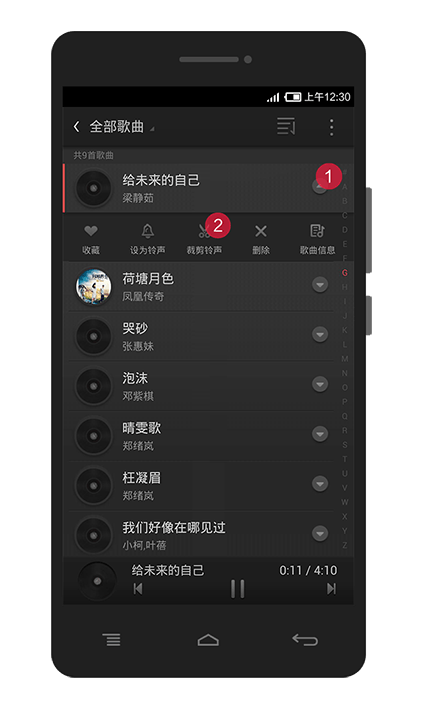 上午12:30
全部歌曲
共9首歌曲
给未来的自己
梁静茹
1
2
收藏 设为铃声 裁剪铃声 删除 歌曲信息
荷塘月色
凤凰传奇
哭砂
张惠妹
泡沫
邓紫棋
晴雯歌
郑绪岚
枉凝眉
郑绪岚
我们好像在哪见过
小柯,叶蓓
#
A
B
C
D
E
F
G
H
I
J
K
L
M
N
O
P
Q
R
S
T
U
V
W
X
Y
Z
给未来的自己 0:11 / 4:10